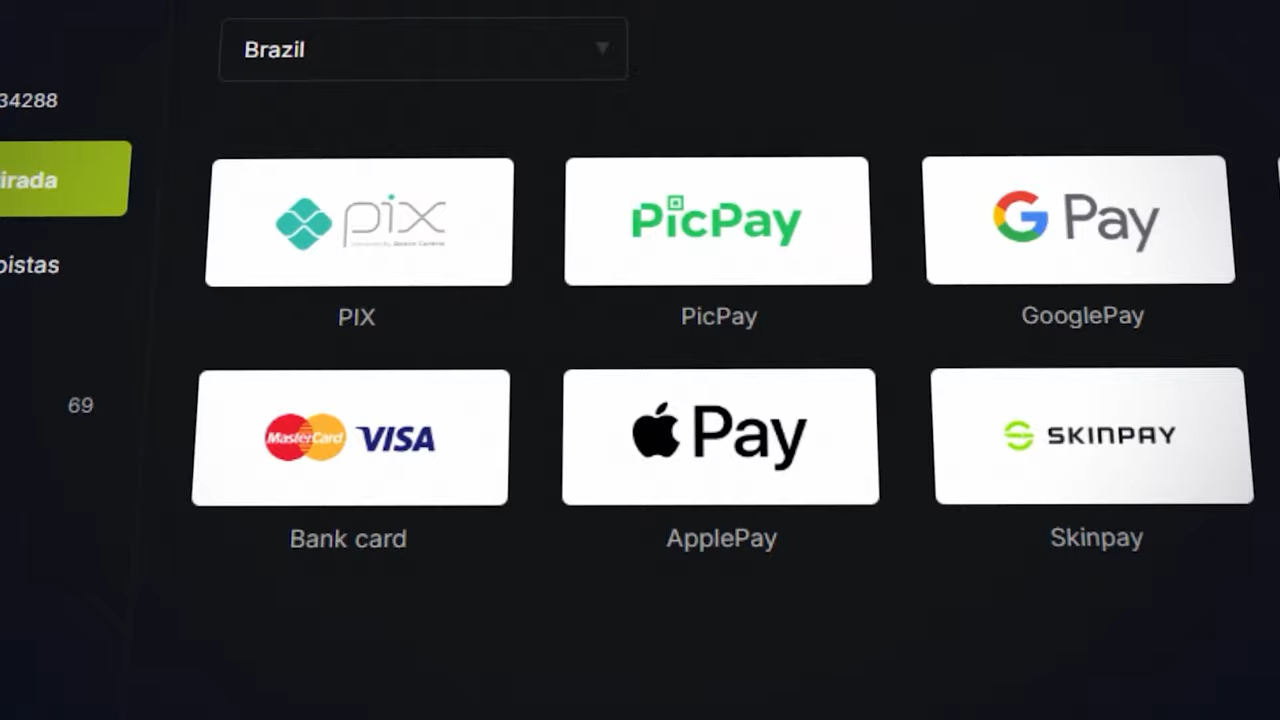 Brazil
34288
irada
pistas
69
pix
PicPay
G Pay
PIX
PicPay
GooglePay
MasterCard VISA
Pay
SKINPAY
Bank card
ApplePay
Skinpay